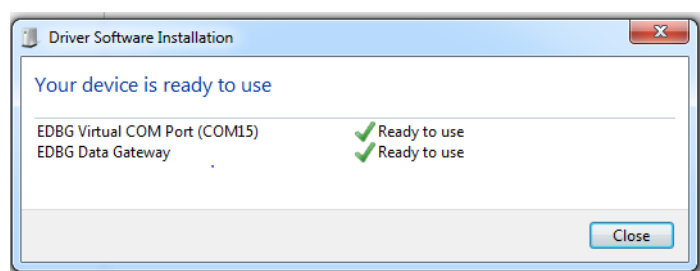 Driver Software Installation
Your device is ready to use
EDBG Virtual COM Port (COM15) Ready to use
EDBG Data Gateway Ready to use
Close